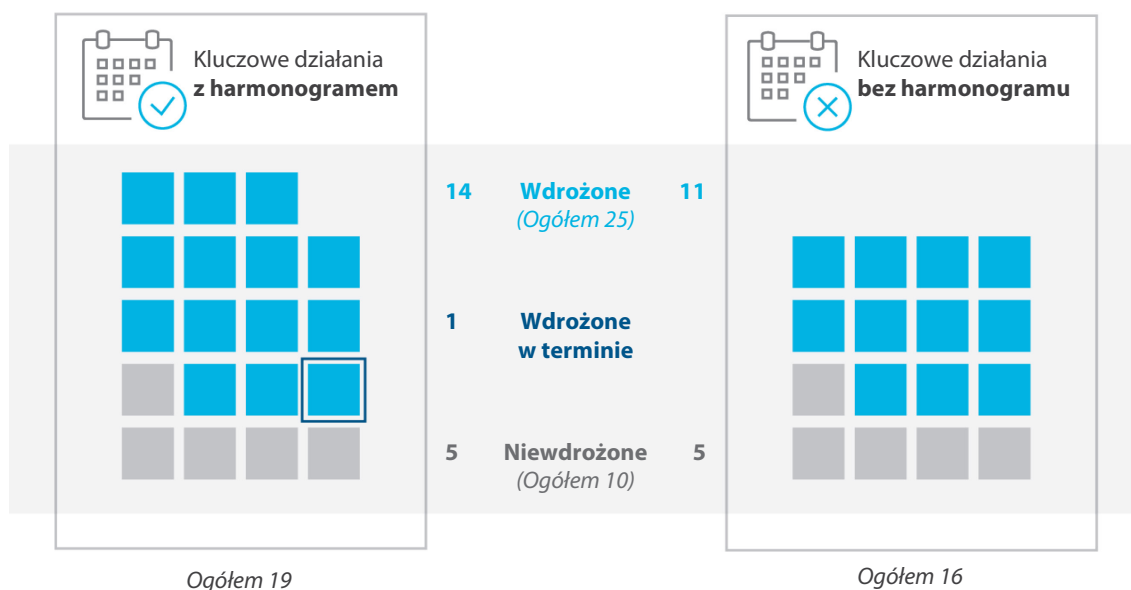 Kluczowe działania
z harmonogramem
Kluczowe działania
bez harmonogramu
14 Wdrożone 11
(Ogółem 25)
1 Wdrożone
w terminie
5 Niewdrożone 5
(Ogółem 10)
Ogółem 19
Ogółem 16